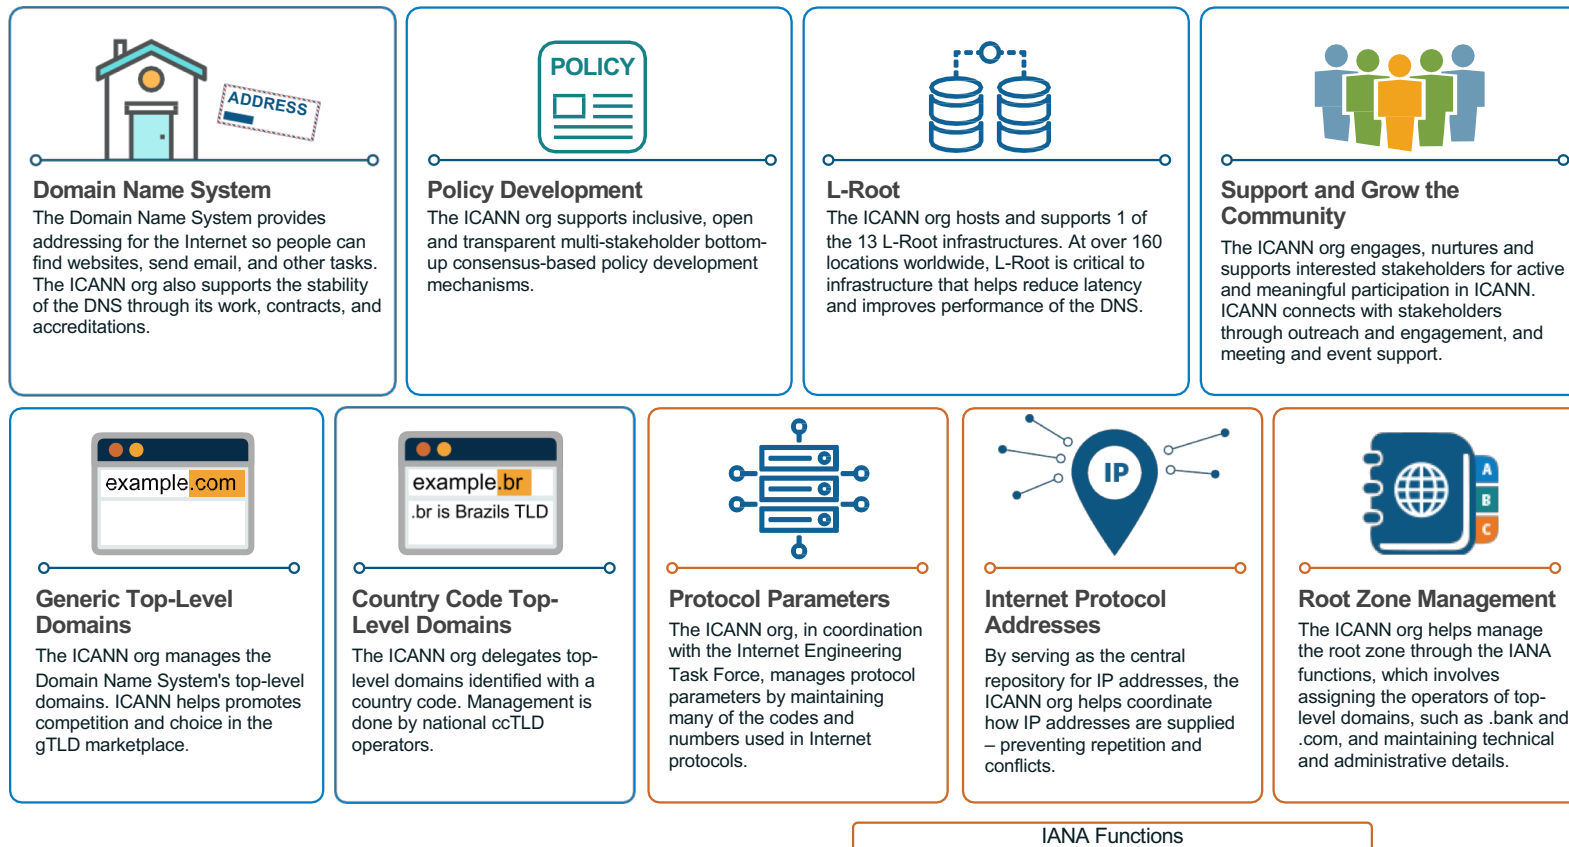 ADDRESS
Domain Name System
The Domain Name System provides
addressing for the Internet so people can
find websites, send email, and other tasks.
The ICANN org also supports the stability
of the DNS through its work, contracts, and
accreditations.
POLICY
Policy Development
The ICANN org supports inclusive, open
and transparent multi-stakeholder bottom-
up consensus-based policy development
mechanisms.
L-Root
The ICANN org hosts and supports 1 of
the 13 L-Root infrastructures. At over 160
locations worldwide, L-Root is critical to
infrastructure that helps reduce latency
and improves performance of the DNS.
Support and Grow the
Community
The ICANN org engages, nurtures and
supports interested stakeholders for active
and meaningful participation in ICANN.
ICANN connects with stakeholders
through outreach and engagement, and
meeting and event support.
example.com
Generic Top-Level
Domains
The ICANN org manages the
Domain Name System's top-level
domains. ICANN helps promotes
competition and choice in the
gTLD marketplace.
example.br
.br is Brazils TLD
Country Code Top-
Level Domains
The ICANN org delegates top-
level domains identified with a
country code. Management is
done by national ccTLD
operators.
Protocol Parameters
The ICANN org, in coordination
with the Internet Engineering
Task Force, manages protocol
parameters by maintaining
many of the codes and
numbers used in Internet
protocols.
IP
Internet Protocol
Addresses
By serving as the central
repository for IP addresses, the
ICANN org helps coordinate
how IP addresses are supplied
– preventing repetition and
conflicts.
A
B
C
Root Zone Management
The ICANN org helps manage
the root zone through the IANA
functions, which involves
assigning the operators of top-
level domains, such as .bank and
.com, and maintaining technical
and administrative details.
IANA Functions